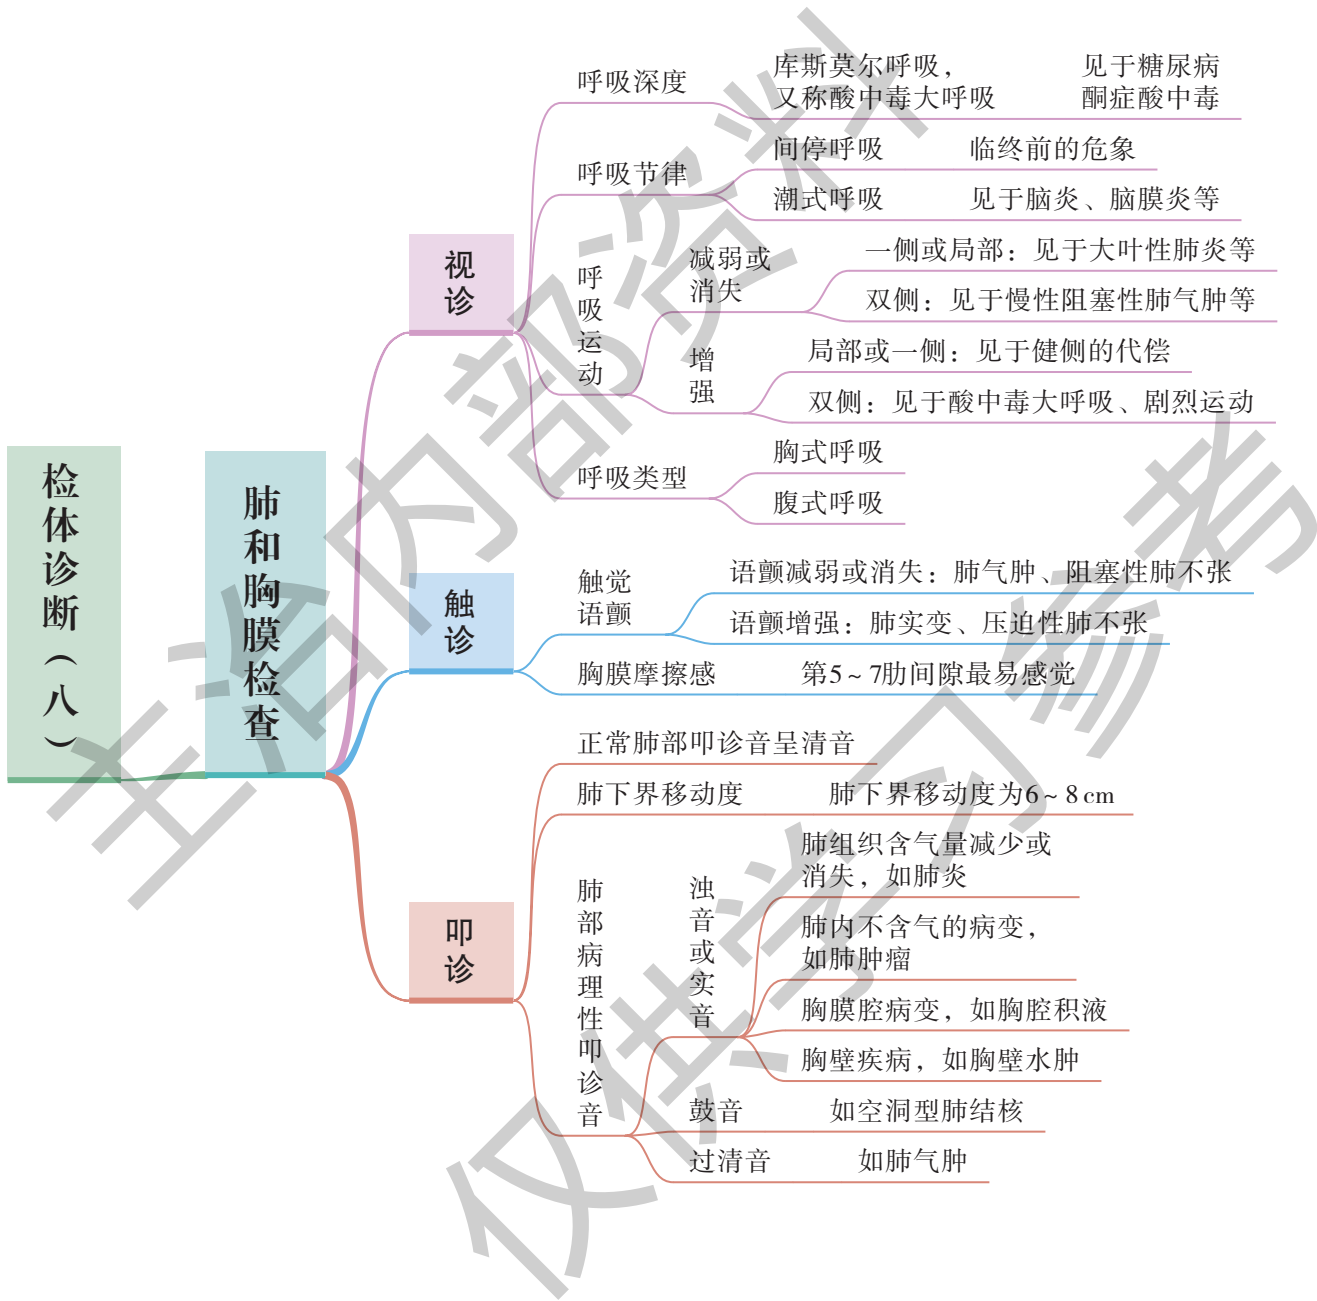 检体诊断（八）
肺和胸膜检查
视诊
呼吸深度
库斯莫尔呼吸，
又称酸中毒大呼吸
见于糖尿病
酮症酸中毒
呼吸节律
间停呼吸
临终前的危象
潮式呼吸
见于脑炎、脑膜炎等
呼吸运动
减弱或
消失
一侧或局部：见于大叶性肺炎等
双侧：见于慢性阻塞性肺气肿等
增强
局部或一侧：见于健侧的代偿
双侧：见于酸中毒大呼吸、剧烈运动
呼吸类型
胸式呼吸
腹式呼吸
触诊
触觉
语颤
语颤减弱或消失：肺气肿、阻塞性肺不张
语颤增强：肺实变、压迫性肺不张
胸膜摩擦感
第5~7肋间隙最易感觉
叩诊
正常肺部叩诊音呈清音
肺下界移动度
肺下界移动度为6~8 cm
肺部病理性叩诊音
浊音或实音
肺组织含气量减少或
消失，如肺炎
肺内不含气的病变，
如肺肿瘤
胸膜腔病变，如胸腔积液
胸壁疾病，如胸壁水肿
鼓音
如空洞型肺结核
过清音
如肺气肿
主治内部资料
仅供学习参考